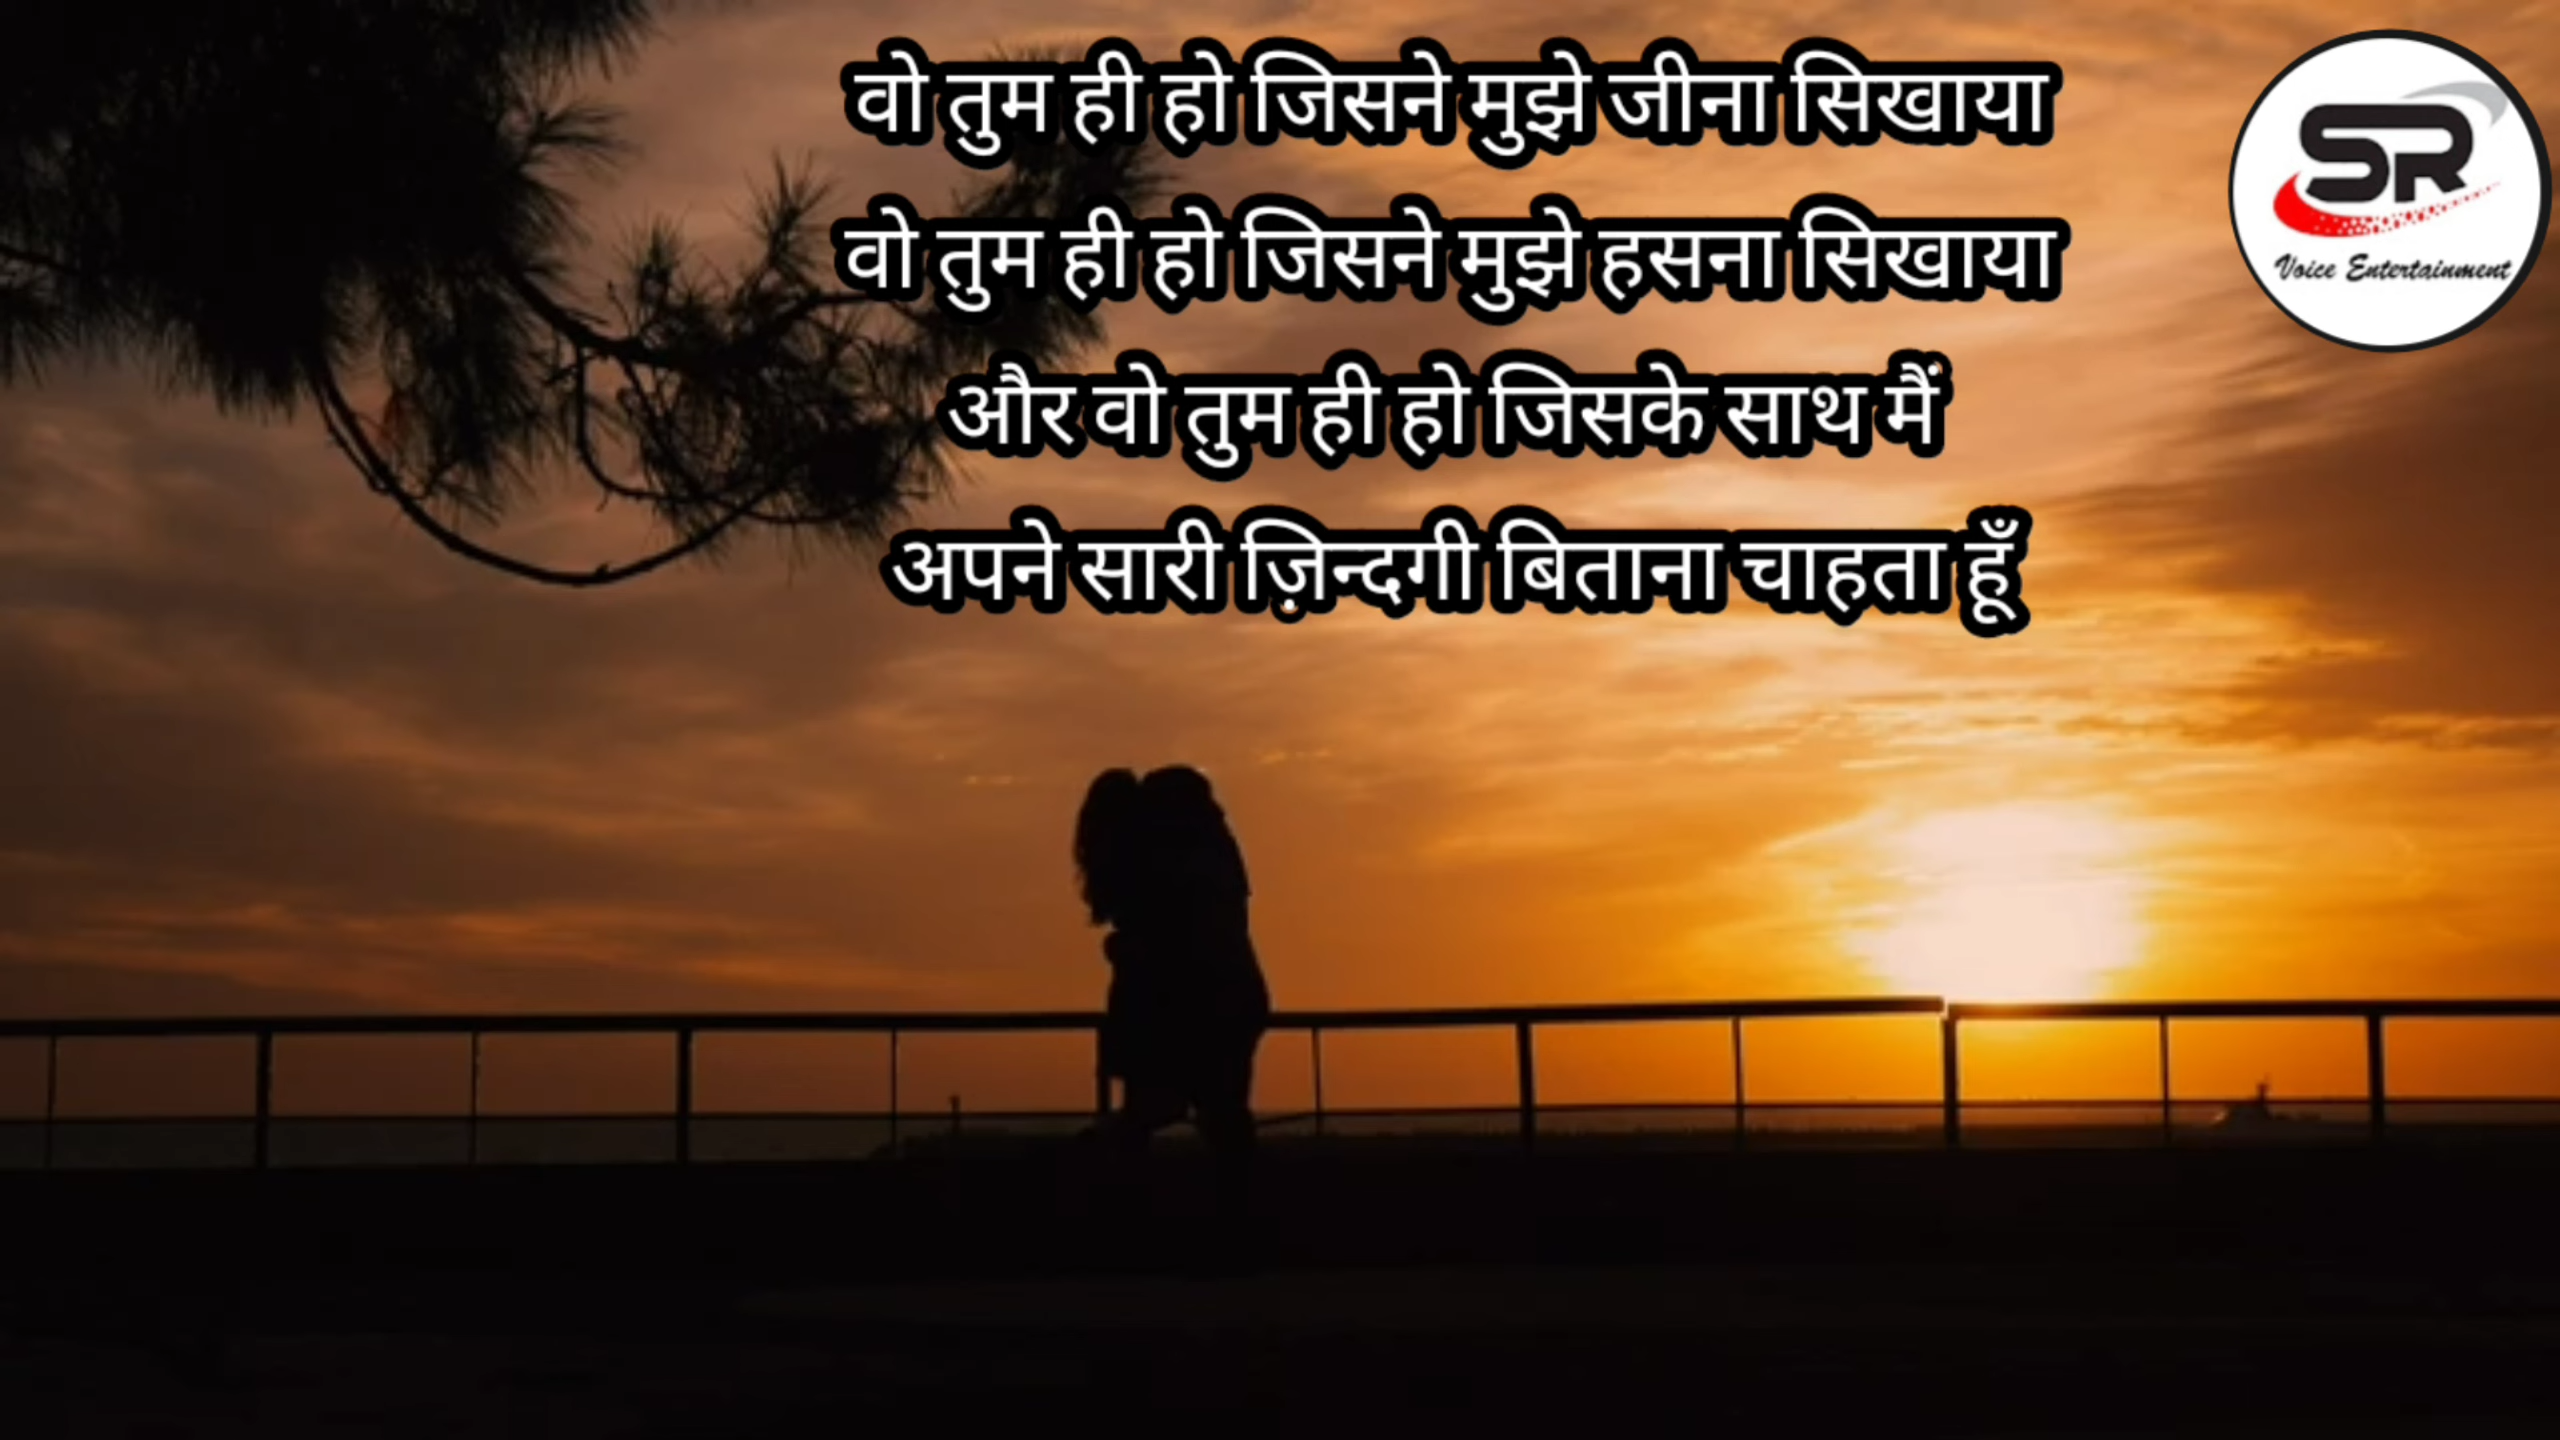 वो तुम ही हो जिसने मुझे जीना सिखाया
वो तुम ही हो जिसने मुझे हसना सिखाया
और वो तुम ही हो जिसके साथ मैं
अपने सारी ज़िन्दगी बिताना चाहता हूँ
SR
Voice Entertainment